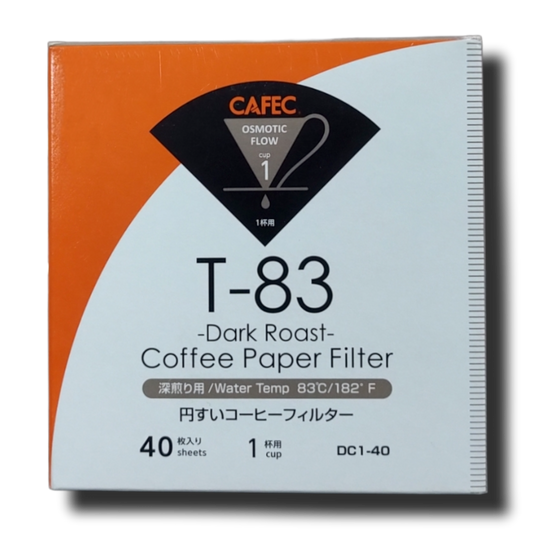 CAFEC
OSMOTIC
FLOW
cup
1
1杯用
T-83
-Dark Roast-
Coffee Paper Filter
深煎り用/Water Temp 83℃/182°F
円すいコーヒーフィルター
40 枚入り sheets 1 杯用 cup DC1-40